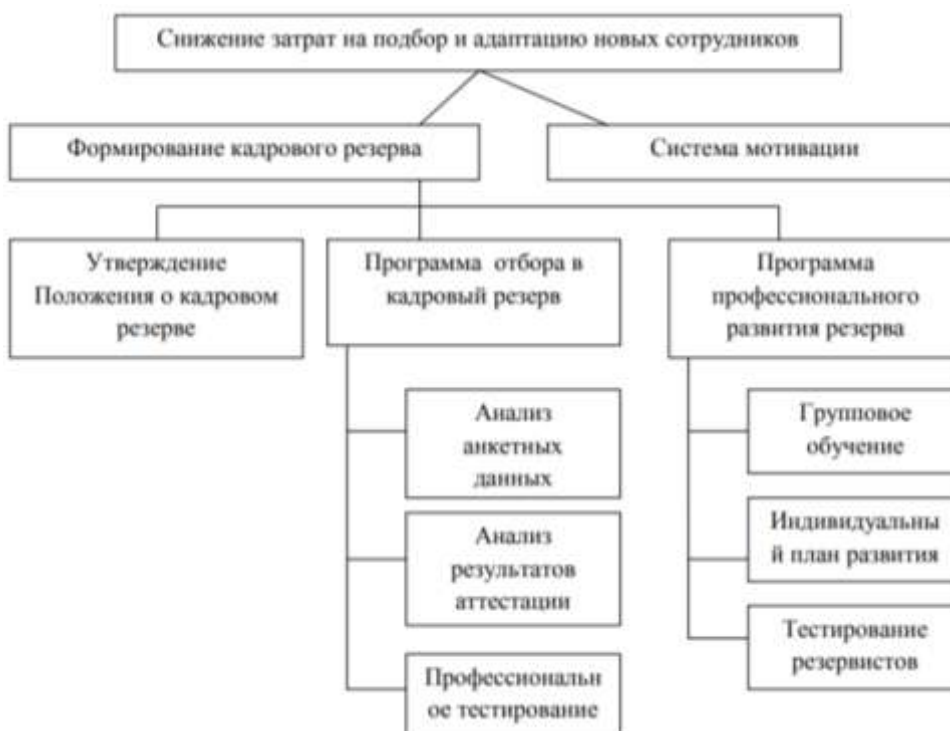 Снижение затрат на подбор и адаптацию новых сотрудников
Формирование кадрового резерва
Система мотивации
Утверждение
Положения о кадровом
резерве
Программа отбора в
кадровый резерв
Программа
профессионального
развития резерва
Анализ
анкетных
данных
Анализ
результатов
аттестации
Профессиональн
ое тестирование
Групповое
обучение
Индивидуальны
й план развития
Тестирование
резервистов